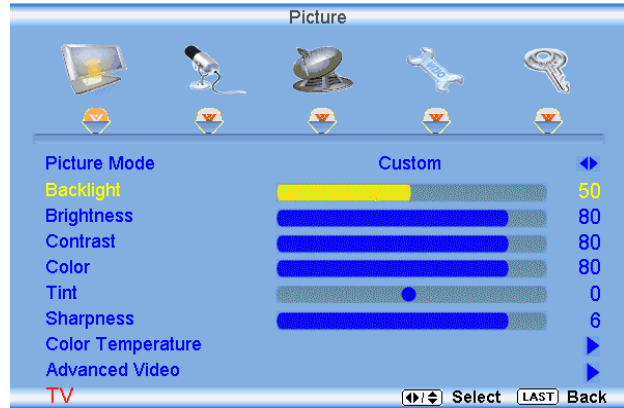 Picture
VIZIO
Picture Mode Custom
Backlight 50
Brightness 80
Contrast 80
Color 80
Tint 0
Sharpness 6
Color Temperature
Advanced Video
TV Select LAST Back